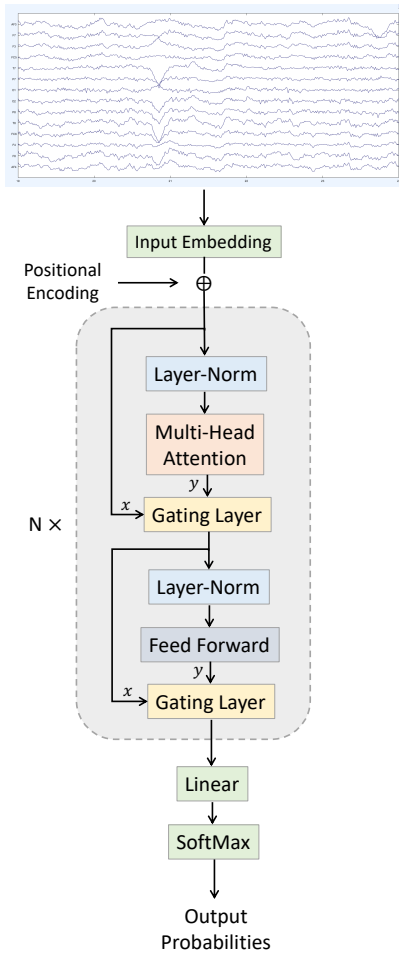 Input Embedding
Positional
Encoding
Layer-Norm
Multi-Head
Attention
y
x
Gating Layer
N ×
Layer-Norm
Feed Forward
y
x
Gating Layer
Linear
SoftMax
Output
Probabilities